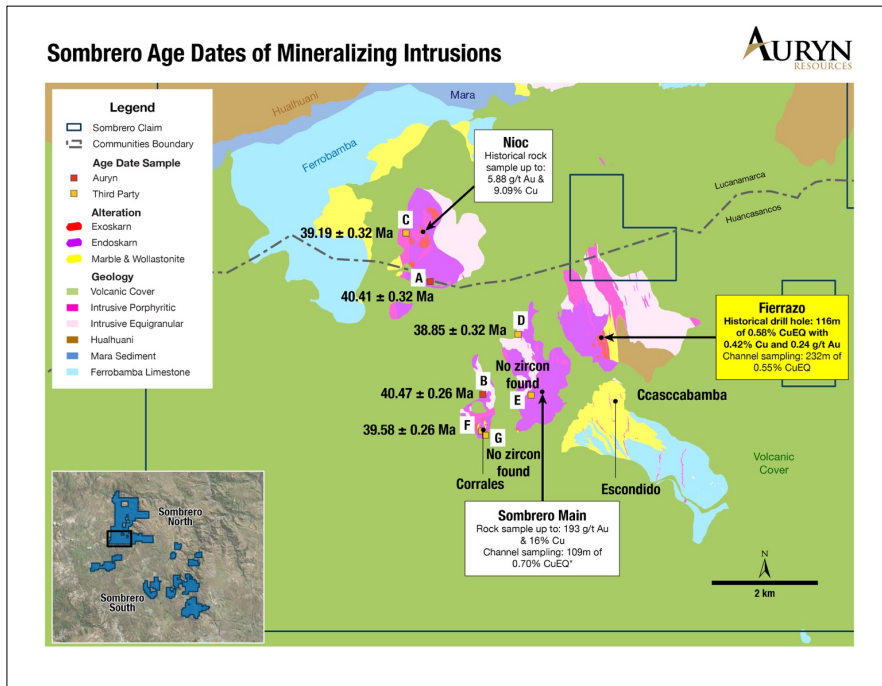 Sombrero Age Dates of Mineralizing Intrusions
AURYN
RESOURCES
Legend
Sombrero Claim
Communities Boundary
Age Date Sample
Auryn
Third Party
Alteration
Exoskarn
Endoskarn
Marble & Wollastonite
Geology
Volcanic Cover
Intrusive Porphyritic
Intrusive Equigranular
Hualhuani
Mara Sediment
Ferrobamba Limestone
Hualhuani
Mara
Ferrobamba
Nioc
Historical rock
sample up to:
5.88 g/t Au &
9.09% Cu
Lucanamarca
Huancasancos
C
39.19 ± 0.32 Ma
A
40.41 ± 0.32 Ma
D
38.85 ± 0.32 Ma
No zircon
found
B
E
40.47 ± 0.26 Ma
F
39.58 ± 0.26 Ma
G
No zircon
found
Corrales
Fierrazo
Historical drill hole: 116m
of 0.58% CuEQ with
0.42% Cu and 0.24 g/t Au
Channel sampling: 232m of
0.55% CuEQ
Ccasccabamba
Volcanic
Cover
Escondido
Sombrero Main
Rock sample up to: 193 g/t Au
& 16% Cu
Channel sampling: 109m of
0.70% CuEQ*
Sombrero
North
Sombrero
South
N
2 km